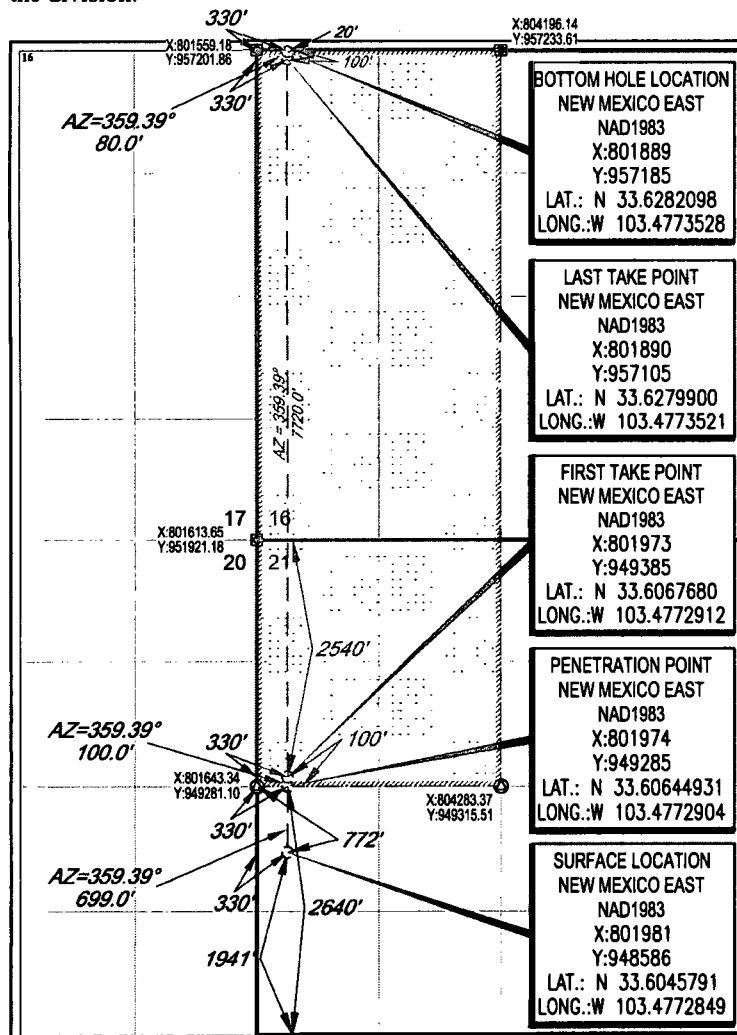 the division.
330'
20'
X:801559.18
Y:957201.86
X:804196.14
Y:957233.61
16
100'
330'
AZ=359.39°
80.0'
BOTTOM HOLE LOCATION
NEW MEXICO EAST
NAD1983
X:801889
Y:957185
LAT.: N 33.6282098
LONG.:W 103.4773528
LAST TAKE POINT
NEW MEXICO EAST
NAD1983
X:801890
Y:957105
LAT.: N 33.6279900
LONG.:W 103.4773521
AZ = 359.39°
7720.0'
FIRST TAKE POINT
NEW MEXICO EAST
NAD1983
X:801973
Y:949385
LAT.: N 33.6067680
LONG.:W 103.4772912
17 16
X:801613.65
Y:951921.18
20 21
2540'
PENETRATION POINT
NEW MEXICO EAST
NAD1983
X:801974
Y:949285
LAT.: N 33.60644931
LONG.:W 103.4772904
AZ=359.39°
100.0'
330'
100'
X:801643.34
Y:949281.10
X:804283.37
Y:949315.51
330'
772'
AZ=359.39°
699.0'
330'
2640'
1941'
SURFACE LOCATION
NEW MEXICO EAST
NAD1983
X:801981
Y:948586
LAT.: N 33.6045791
LONG.:W 103.4772849